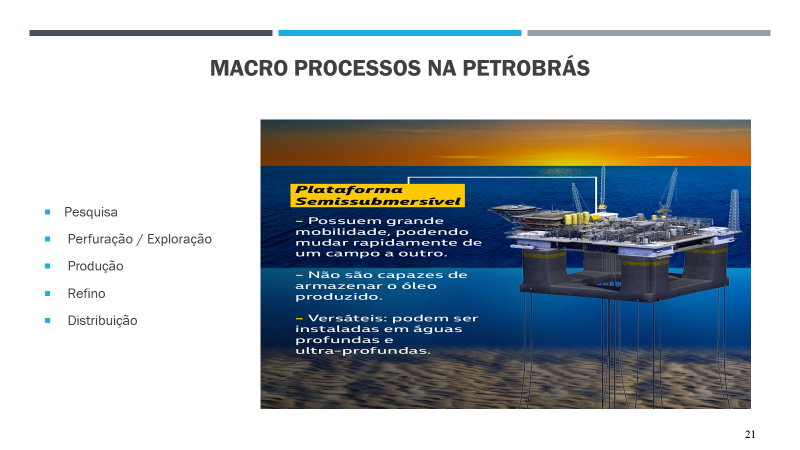 MACRO PROCESSOS NA PETROBRÁS
Pesquisa
Perfuração / Exploração
Produção
Refino
Distribuição
Plataforma
Semissubmersível
– Possuem grande
mobilidade, podendo
mudar rapidamente de
um campo a outro.
– Não são capazes de
armazenar o óleo
produzido.
– Versáteis: podem ser
instaladas em águas
profundas e
ultra-profundas.
21